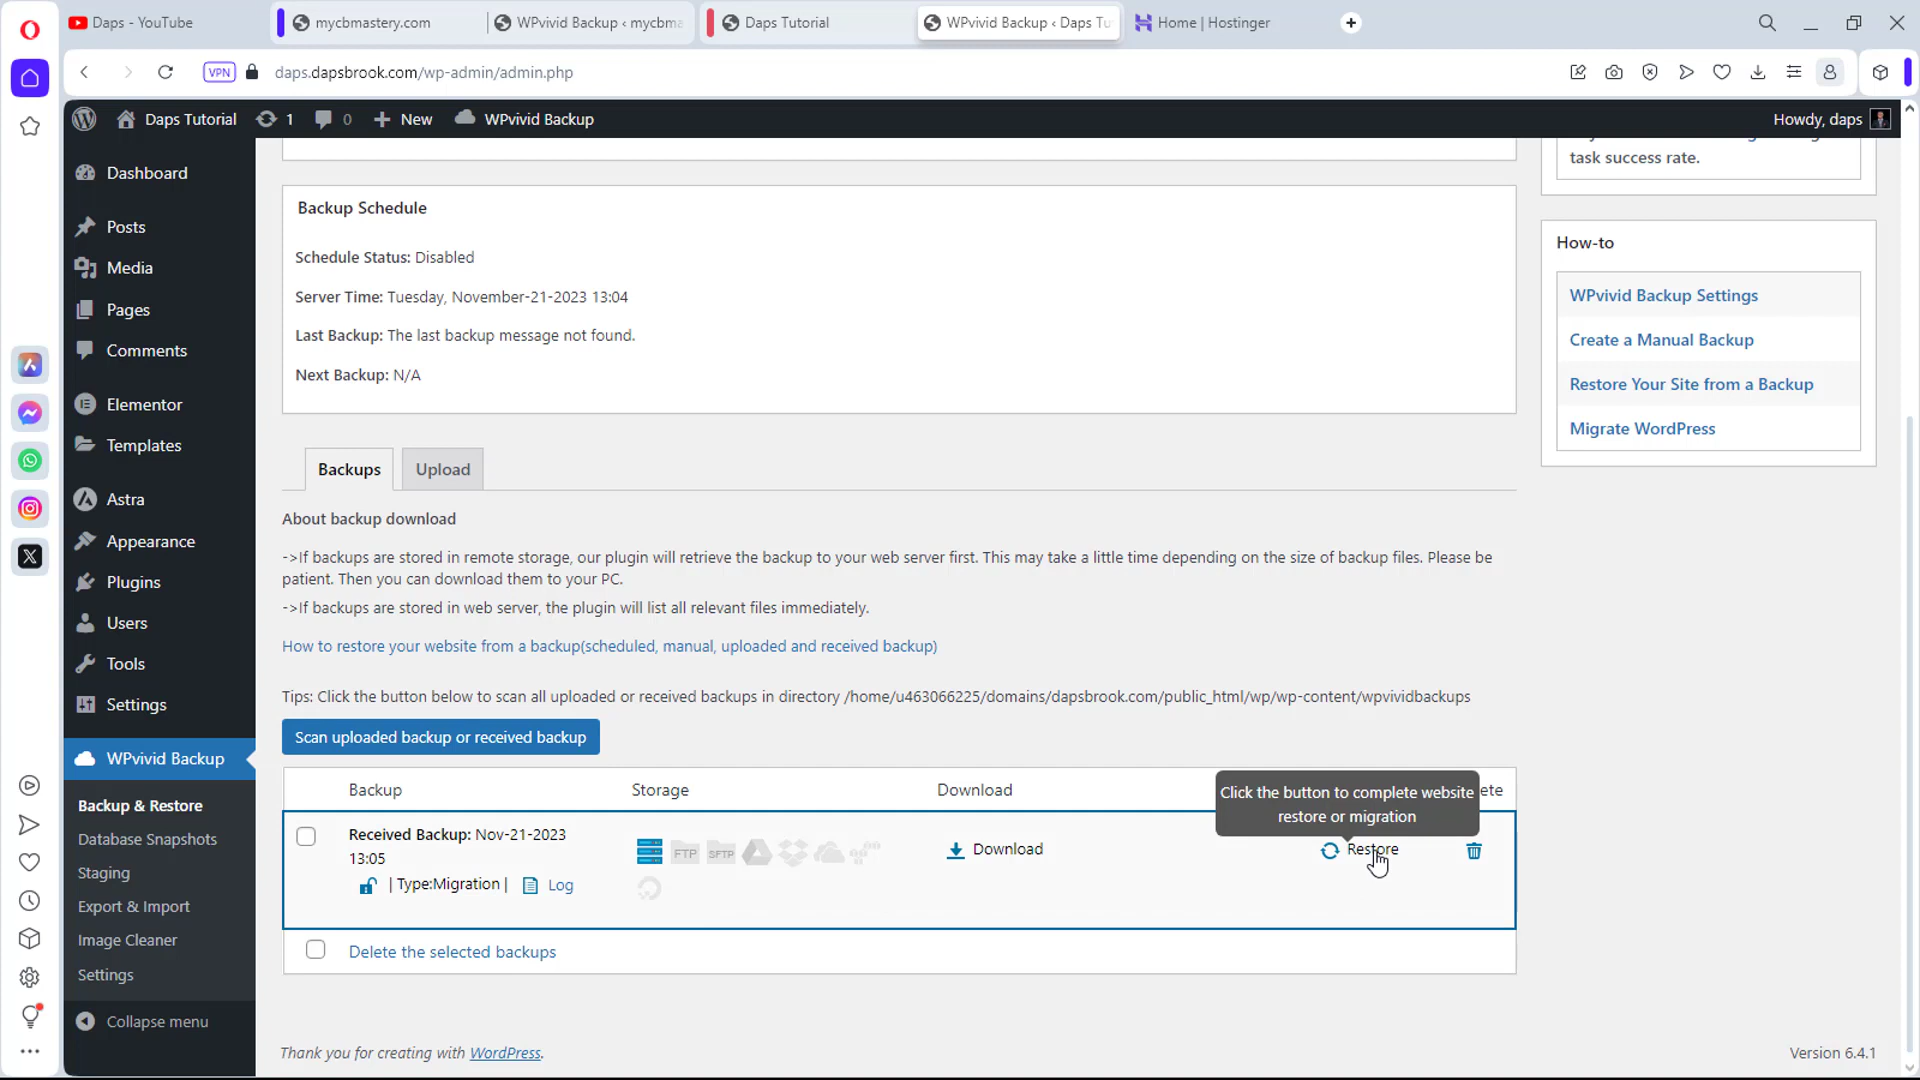 Daps - YouTube
mycbmastery.com
WPvivid Backup ‹ mycbma
Daps Tutorial
WPvivid Backup ‹ Daps Tu
Home | Hostinger
VPN
daps.dapsbrook.com/wp-admin/admin.php
Daps Tutorial
1
0
New
WPvivid Backup
Howdy, daps
Dashboard
Posts
Media
Pages
Comments
Elementor
Templates
Astra
Appearance
Plugins
Users
Tools
Settings
WPvivid Backup
Backup & Restore
Database Snapshots
Staging
Export & Import
Image Cleaner
Settings
Collapse menu
Backup Schedule
Schedule Status: Disabled
Server Time: Tuesday, November-21-2023 13:04
Last Backup: The last backup message not found.
Next Backup: N/A
Backups
Upload
About backup download
->If backups are stored in remote storage, our plugin will retrieve the backup to your web server first. This may take a little time depending on the size of backup files. Please be
patient. Then you can download them to your PC.
->If backups are stored in web server, the plugin will list all relevant files immediately.
How to restore your website from a backup(scheduled, manual, uploaded and received backup)
Tips: Click the button below to scan all uploaded or received backups in directory /home/u463066225/domains/dapsbrook.com/public_html/wp/wp-content/wpvividbackups
Scan uploaded backup or received backup
Backup
Storage
Download
ete
Click the button to complete website
restore or migration
Received Backup: Nov-21-2023
13:05
| Type:Migration |
Log
FTP
SFTP
Download
Restore
Delete the selected backups
Thank you for creating with WordPress.
Version 6.4.1
task success rate.
How-to
WPvivid Backup Settings
Create a Manual Backup
Restore Your Site from a Backup
Migrate WordPress